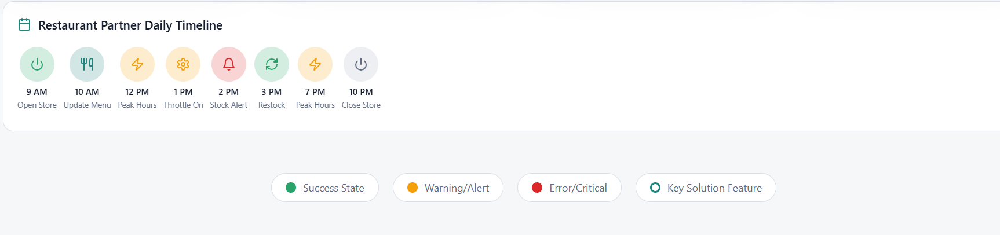 Restaurant Partner Daily Timeline
9 AM
Open Store
10 AM
Update Menu
12 PM
Peak Hours
1 PM
Throttle On
2 PM
Stock Alert
3 PM
Restock
7 PM
Peak Hours
10 PM
Close Store
Success State
Warning/Alert
Error/Critical
Key Solution Feature